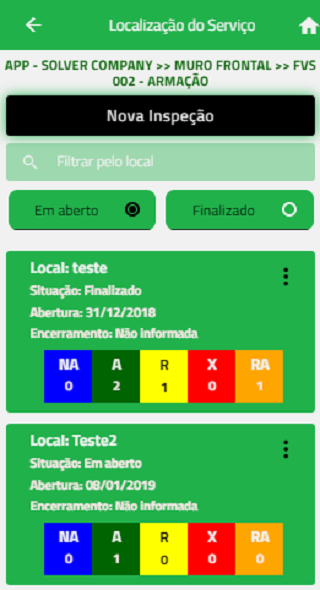 Localização do Serviço
APP - SOLVER COMPANY >> MURO FRONTAL >> FVS
002 - ARMAÇÃO
Nova Inspeção
Filtrar pelo local
Em aberto
Finalizado
Local: teste
Situação: Finalizado
Abertura: 31/12/2018
Encerramento: Não informada
NA A R X RA
0 2 1 0 1
Local: Teste2
Situação: Em aberto
Abertura: 08/01/2019
Encerramento: Não informada
NA A R X RA
0 1 0 0 0